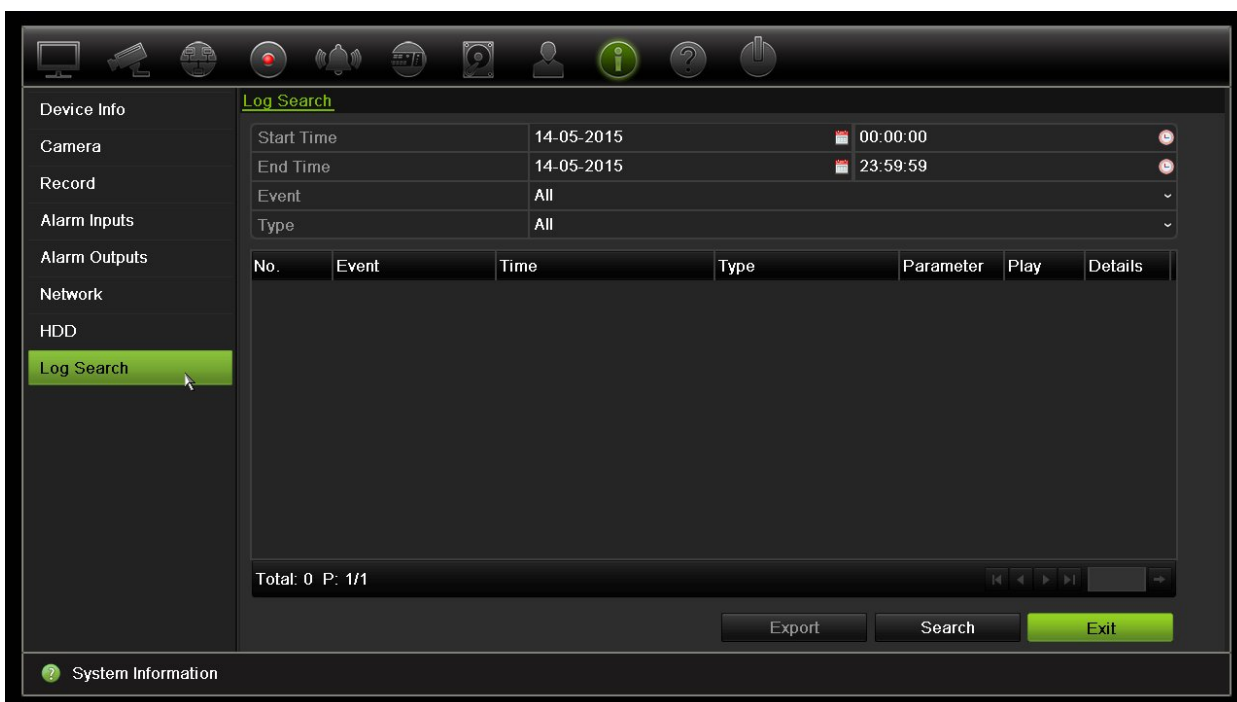 Device Info
Camera
Record
Alarm Inputs
Alarm Outputs
Network
HDD
Log Search
Log Search
Start Time 14-05-2015 00:00:00
End Time 14-05-2015 23:59:59
Event All
Type All
No. Event Time Type Parameter Play Details
Total: 0 P: 1/1
Export Search Exit
System Information